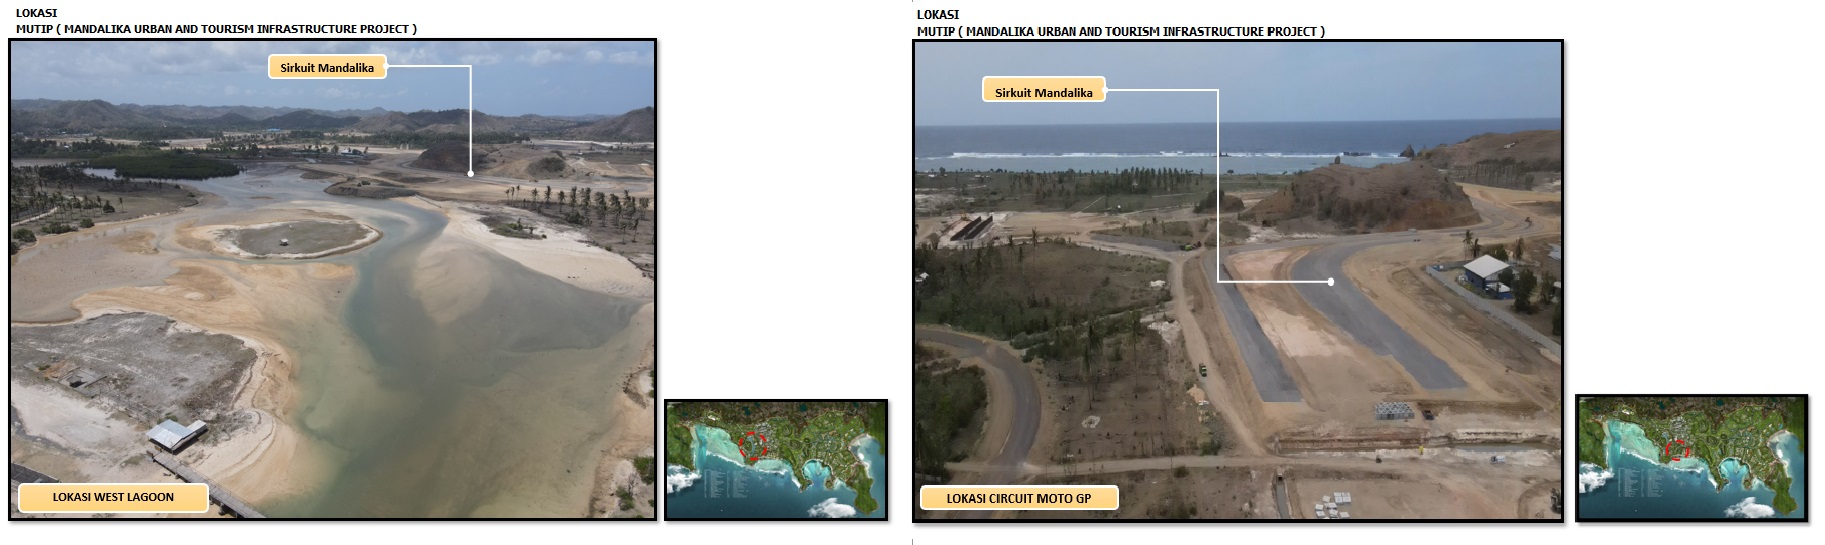 LOKASI
MUTIP ( MANDALIKA URBAN AND TOURISM INFRASTRUCTURE PROJECT )
Sirkuit Mandalika
LOKASI WEST LAGOON
LOKASI
MUTIP ( MANDALIKA URBAN AND TOURISM INFRASTRUCTURE PROJECT )
Sirkuit Mandalika
LOKASI CIRCUIT MOTO GP